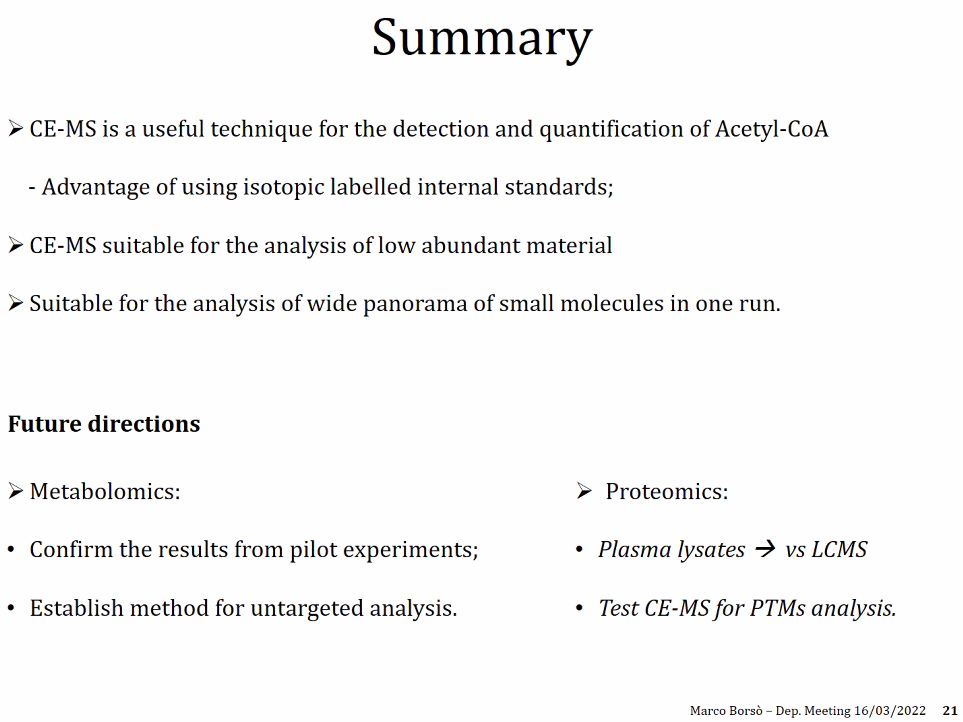 Summary
➢ CE-MS is a useful technique for the detection and quantification of Acetyl-CoA
- Advantage of using isotopic labelled internal standards;
➢ CE-MS suitable for the analysis of low abundant material
➢ Suitable for the analysis of wide panorama of small molecules in one run.
Future directions
➢ Metabolomics:
• Confirm the results from pilot experiments;
• Establish method for untargeted analysis.
➢ Proteomics:
• Plasma lysates → vs LCMS
• Test CE-MS for PTMs analysis.
Marco Borsò – Dep. Meeting 16/03/2022 21